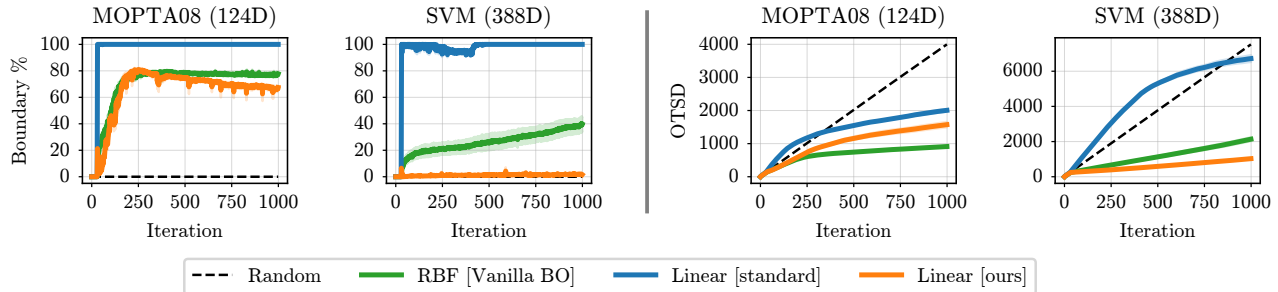 MOPTA08 (124D)
SVM (388D)
MOPTA08 (124D)
SVM (388D)
Boundary %
100
80
60
40
20
0
0 250 500 750 1000
Iteration
100
80
60
40
20
0
0 250 500 750 1000
Iteration
OTSD
4000
3000
2000
1000
0
0 250 500 750 1000
Iteration
6000
4000
2000
0
0 250 500 750 1000
Iteration
Random
RBF [Vanilla BO]
Linear [standard]
Linear [ours]